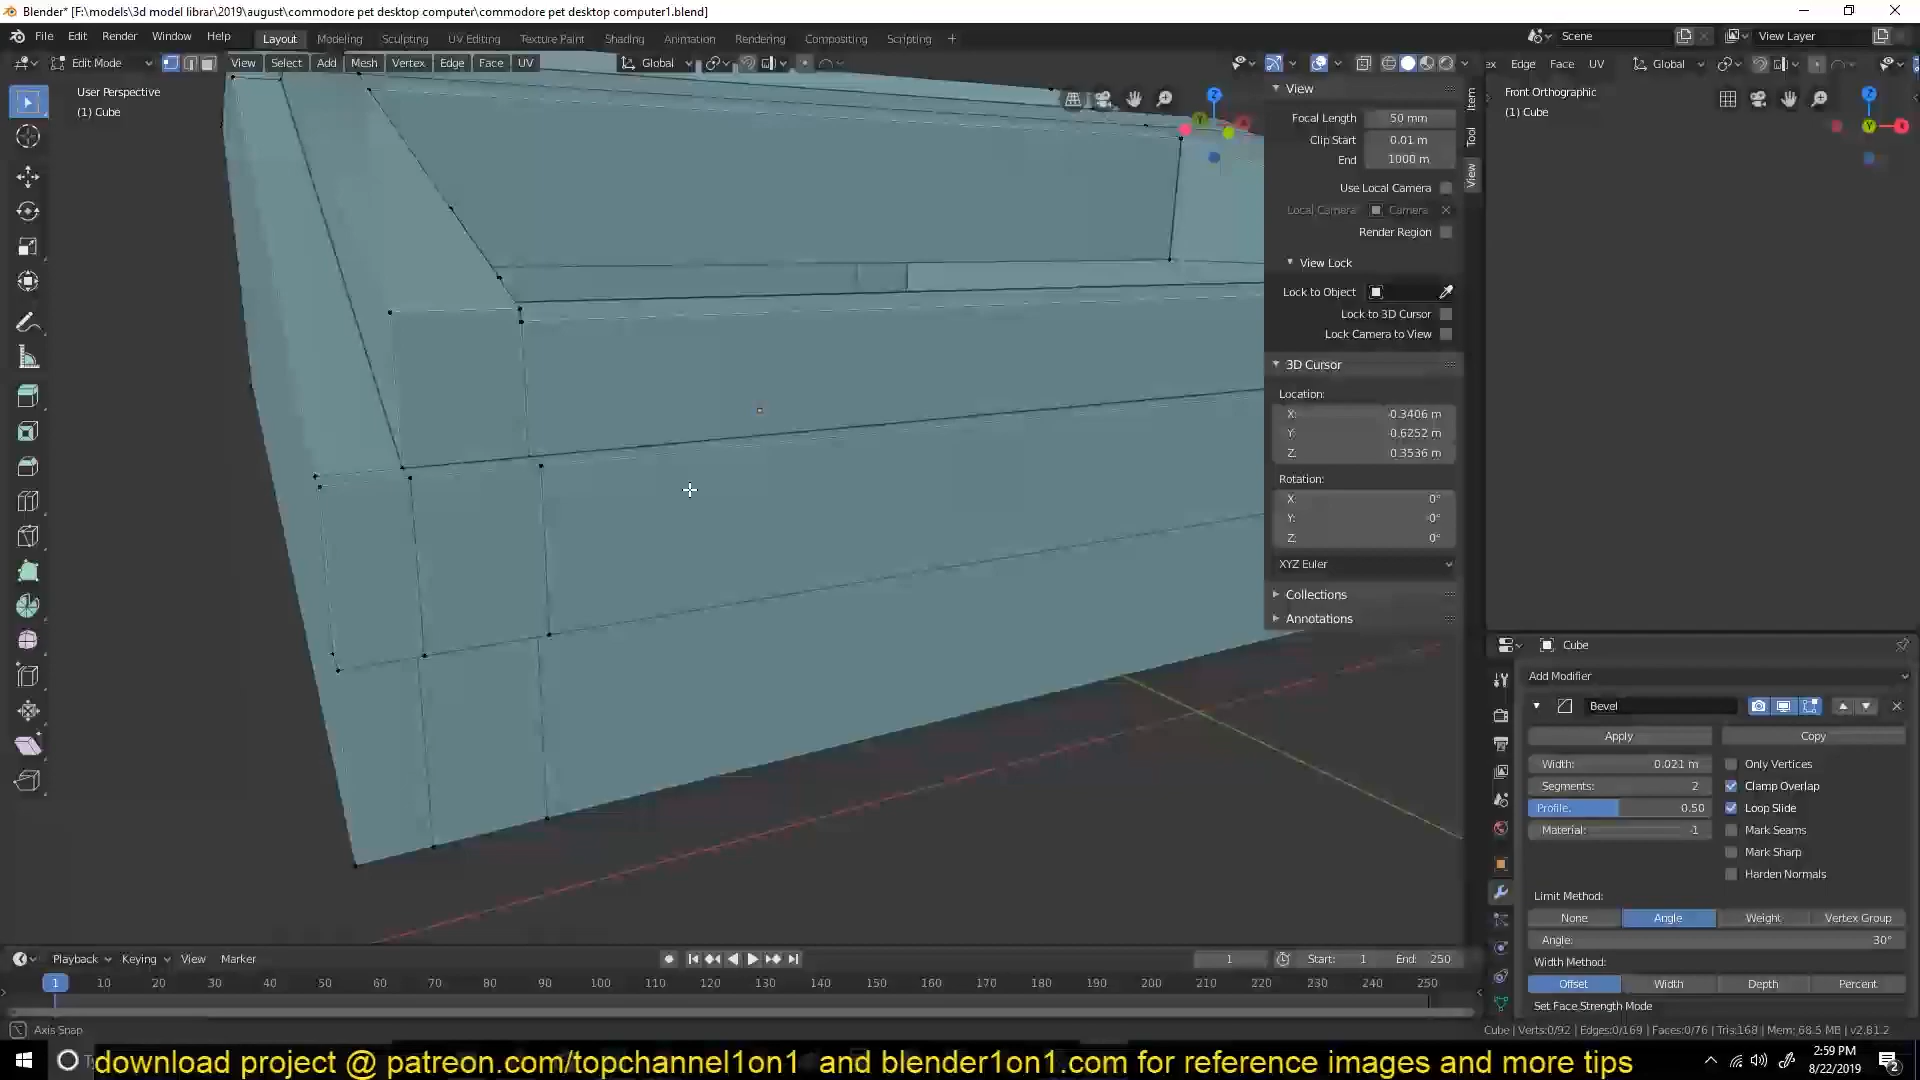 Blender* [F:\models\3d model librar\2019\august\commodore pet desktop computer\commodore pet desktop computer1.blend]
File Edit Render Window Help Layout Modeling Sculpting UV Editing Texture Paint Shading Animation Rendering Compositing Scripting + Scene View Layer
Edit Mode View Select Add Mesh Vertex Edge Face UV Global ex Edge Face UV Global
User Perspective
(1) Cube
View
Focal Length 50 mm
Clip Start 0.01 m
End 1000 m
Use Local Camera
Local Camera Camera
Render Region
View Lock
Lock to Object
Lock to 3D Cursor
Lock Camera to View
3D Cursor
Location:
X: -0.3406 m
Y: -0.6252 m
Z: 0.3536 m
Rotation:
X: 0°
Y: -0°
Z: 0°
XYZ Euler
Collections
Annotations
Item
Tool
View
Front Orthographic
(1) Cube
Z
Y
X
Cube
Add Modifier
Bevel
Apply Copy
Width: 0.021 m Only Vertices
Segments: 2 Clamp Overlap
Profile: 0.50 Loop Slide
Material: -1 Mark Seams
Mark Sharp
Harden Normals
Limit Method:
None Angle Weight Vertex Group
Angle: 30°
Width Method:
Offset Width Depth Percent
Set Face Strength Mode
Playback Keying View Marker 1 Start: 1 End: 250
1 10 20 30 40 50 60 70 80 90 100 110 120 130 140 150 160 170 180 190 200 210 220 230 240 250
Axis Snap
Cube | Verts:0/92 | Edges:0/169 | Faces:0/76 | Tris:168 | Mem: 68.5 MB | v2.81.2
download project @ patreon.com/topchannel1on1 and blender1on1.com for reference images and more tips
2:59 PM
8/22/2019
2